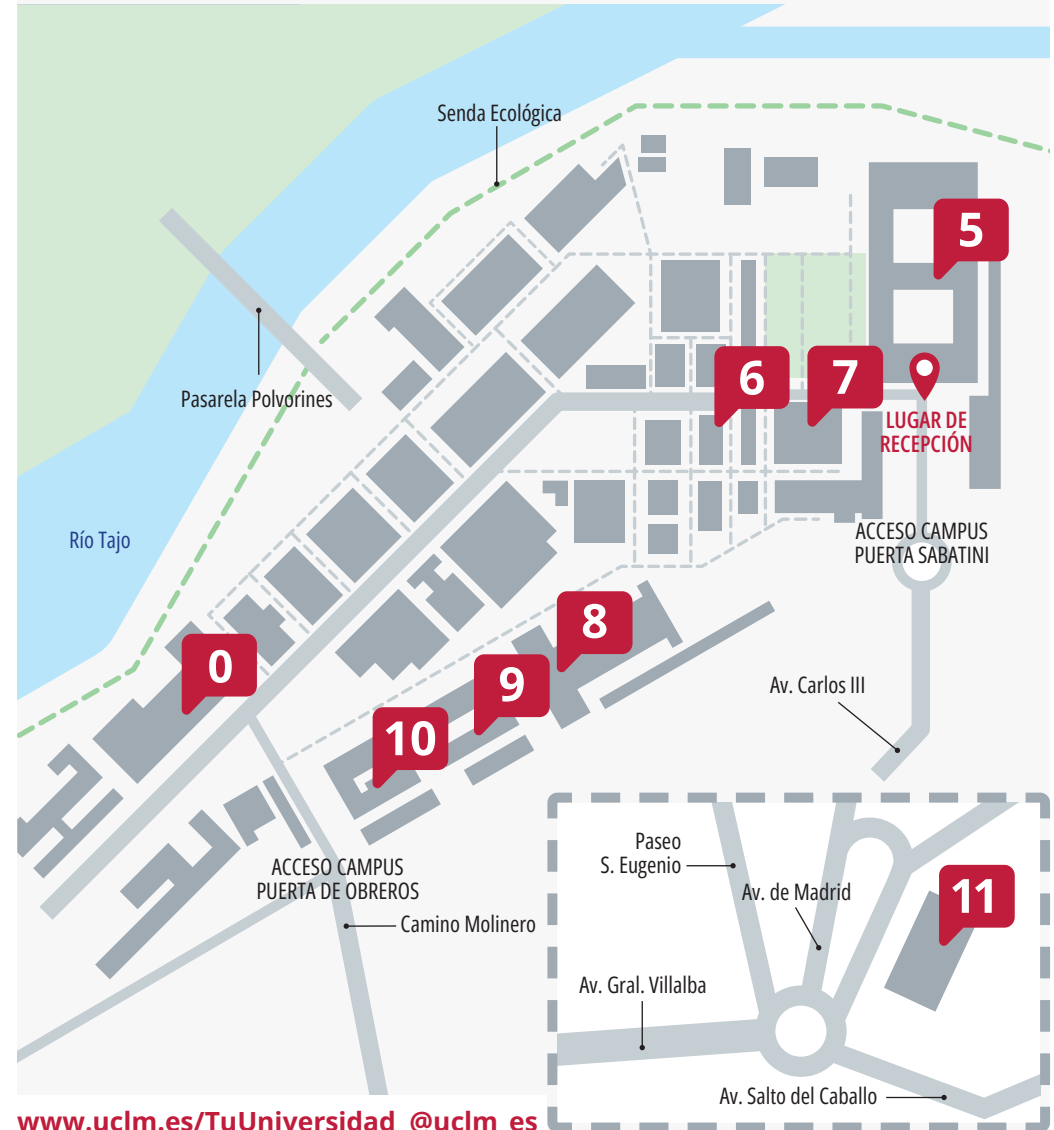 Senda Ecológica
5
Pasarela Polvorines
6
7
LUGAR DE
RECEPCIÓN
Río Tajo
ACCESO CAMPUS
PUERTA SABATINI
8
0
9
Av. Carlos III
10
ACCESO CAMPUS
PUERTA DE OBREROS
Camino Molinero
Paseo
S. Eugenio
Av. de Madrid
11
Av. Gral. Villalba
Av. Salto del Caballo
www.uclm.es/TuUniversidad @uclm_es